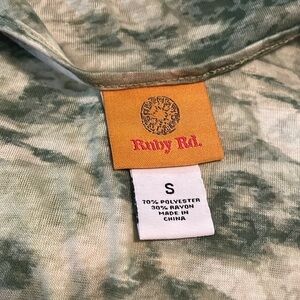 Ruby Rd.
S
70% POLYESTER
30% RAYON
MADE IN
CHINA